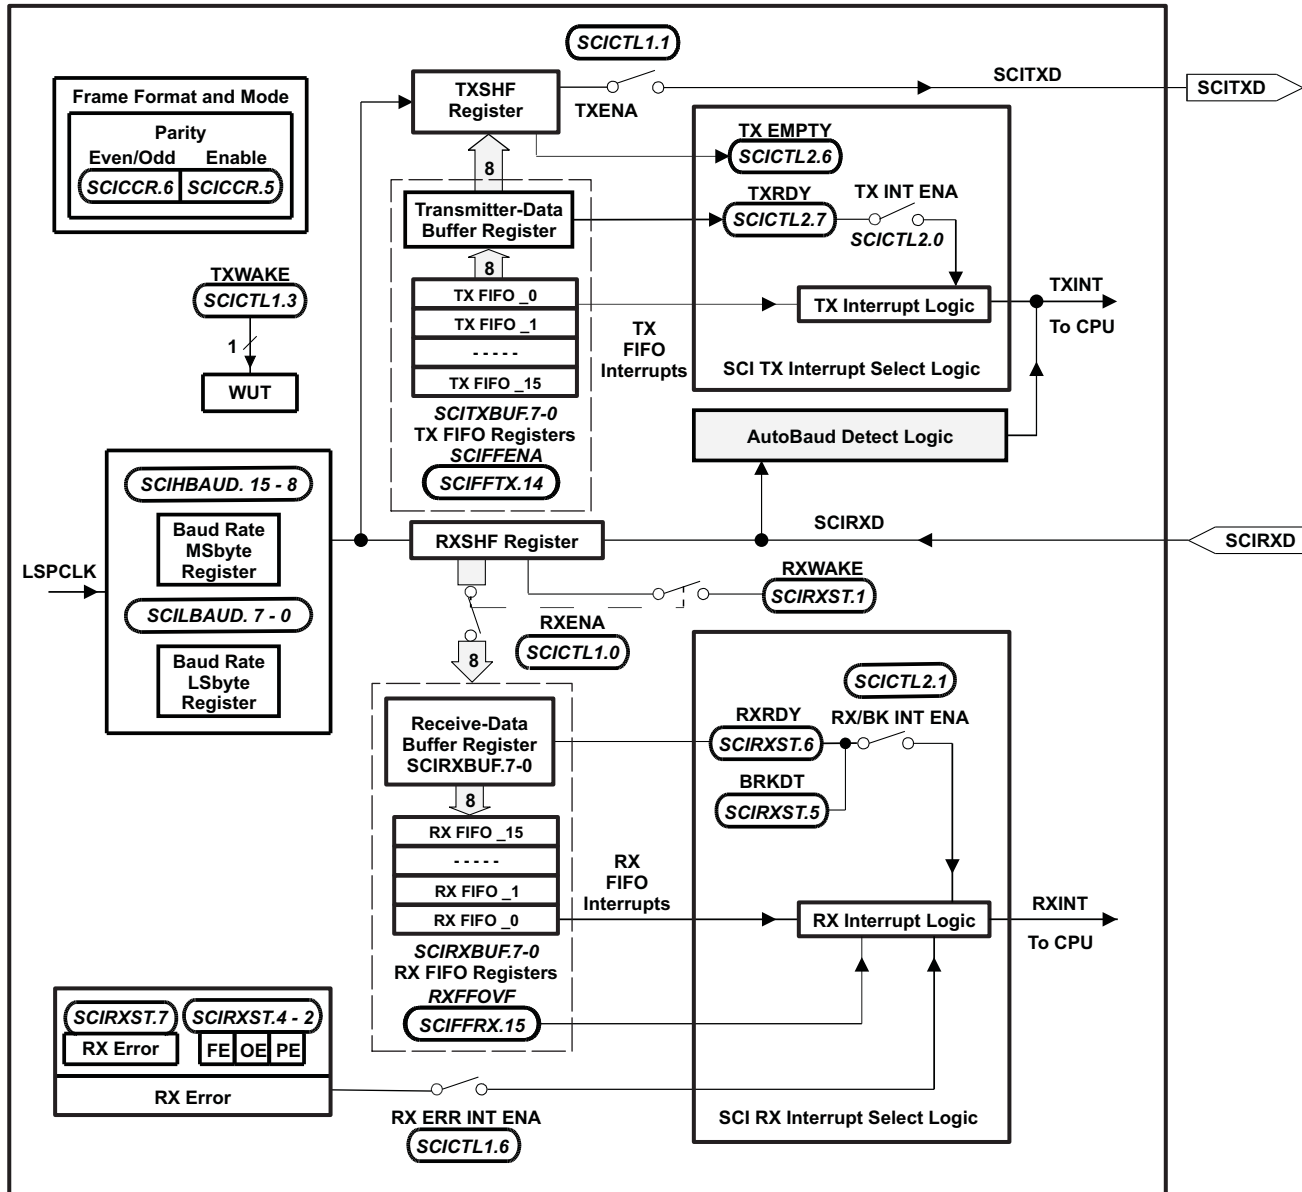 SCICTL1.1
TXSHF
Register
TXENA
SCITXD
SCITXD
Frame Format and Mode
Parity
Even/Odd Enable
SCICCR.6 SCICCR.5
8
TX EMPTY
SCICTL2.6
Transmitter-Data
Buffer Register
TXRDY
SCICTL2.7
TX INT ENA
SCICTL2.0
8
TXWAKE
SCICTL1.3
1
WUT
TX FIFO _0
TX FIFO _1
- - - - -
TX FIFO _15
TX
FIFO
Interrupts
TX Interrupt Logic
TXINT
To CPU
SCI TX Interrupt Select Logic
SCITXBUF.7-0
TX FIFO Registers
SCIFFENA
SCIFFTX.14
AutoBaud Detect Logic
LSPCLK
SCIHBAUD. 15 - 8
Baud Rate
MSbyte
Register
SCILBAUD. 7 - 0
Baud Rate
LSbyte
Register
RXSHF Register
SCIRXD
SCIRXD
RXWAKE
SCIRXST.1
RXENA
SCICTL1.0
8
Receive-Data
Buffer Register
SCIRXBUF.7-0
8
SCICTL2.1
RXRDY
SCIRXST.6
RX/BK INT ENA
BRKDT
SCIRXST.5
RX FIFO _15
- - - - -
RX FIFO _1
RX FIFO _0
RX
FIFO
Interrupts
RX Interrupt Logic
RXINT
To CPU
SCIRXBUF.7-0
RX FIFO Registers
RXFFOVF
SCIFFRX.15
SCIRXST.7 SCIRXST.4 - 2
RX Error FE OE PE
RX Error
RX ERR INT ENA
SCICTL1.6
SCI RX Interrupt Select Logic